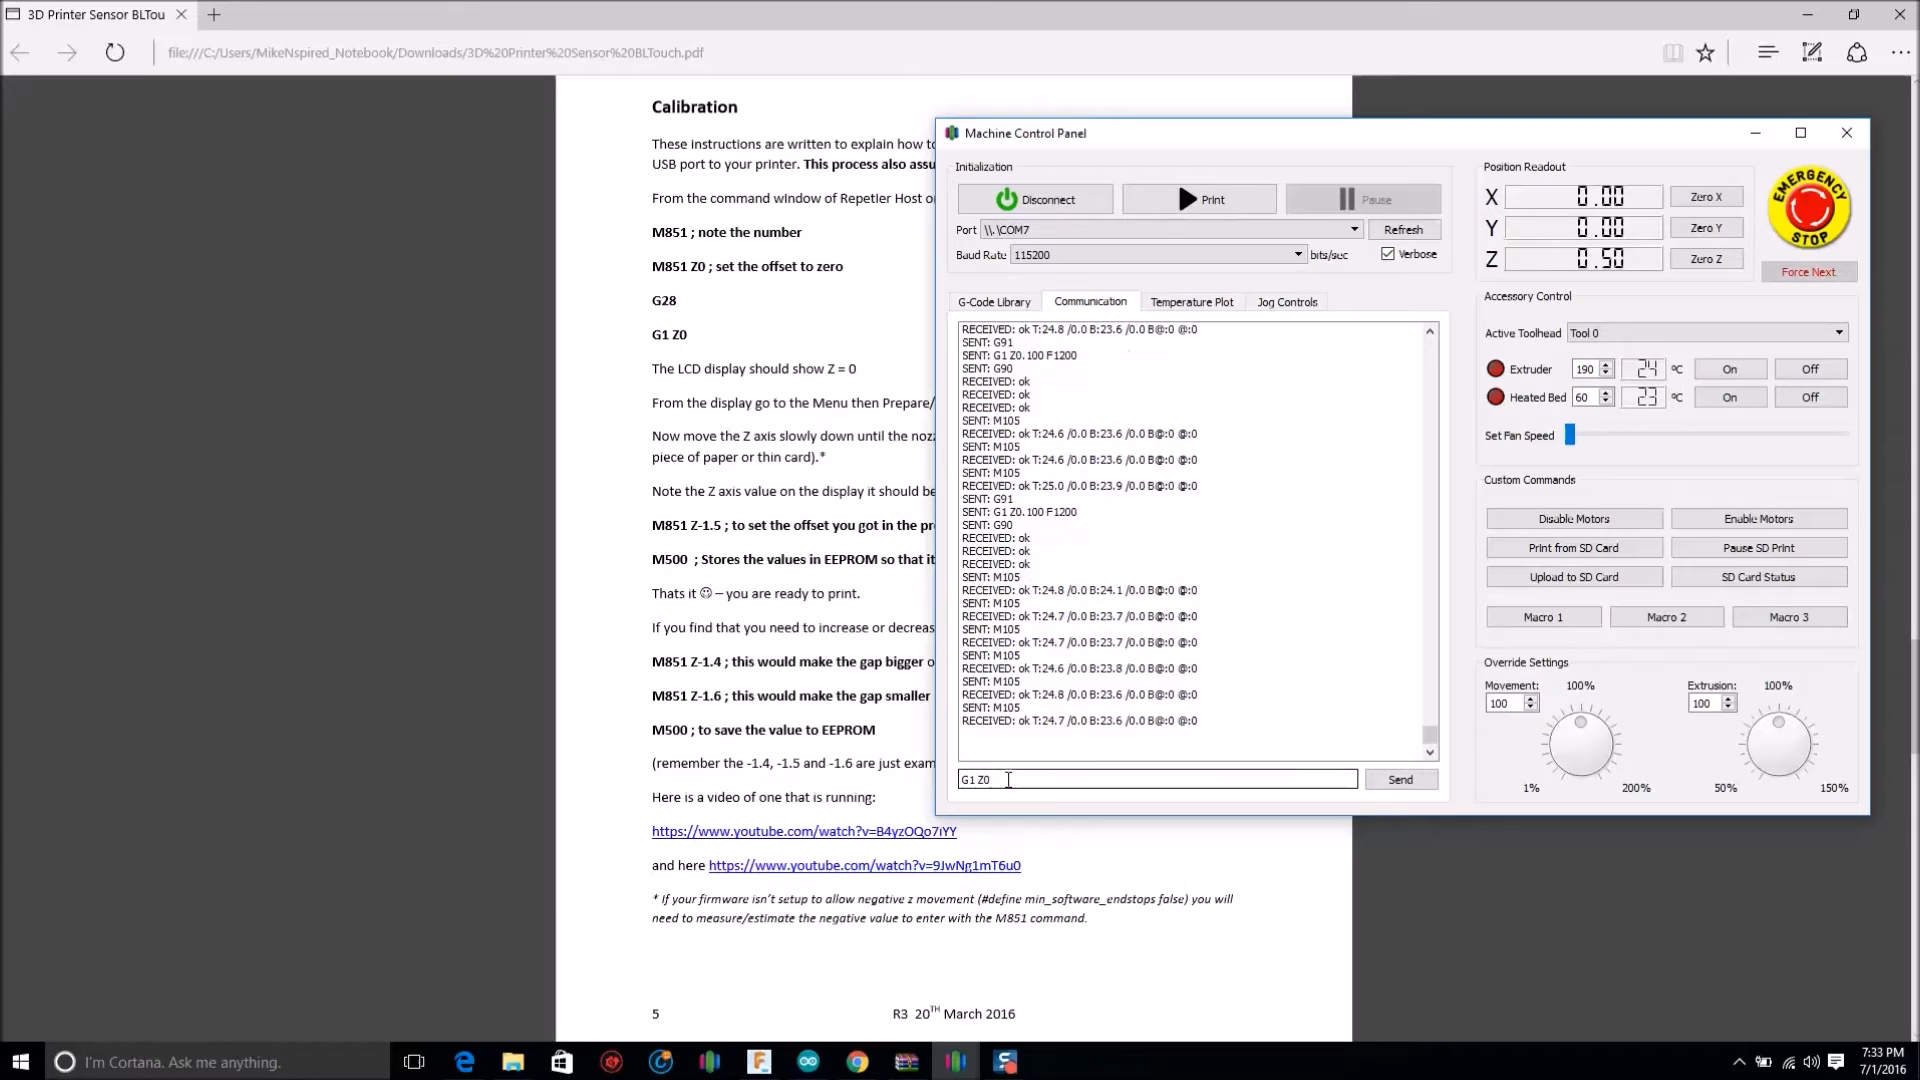 3D Printer Sensor BLTou
file:///C:/Users/MikeNspired_Notebook/Downloads/3D%20Printer%20Sensor%20BLTouch.pdf
Calibration
These instructions are written to explain how to
USB port to your printer. This process also assu
From the command window of Repetier Host or
M851 ; note the number
M851 Z0 ; set the offset to zero
G28
G1 Z0
The LCD display should show Z = 0
From the display go to the Menu then Prepare/
Now move the Z axis slowly down until the nozz
piece of paper or thin card).*
Note the Z axis value on the display it should be
M851 Z-1.5 ; to set the offset you got in the pr
M500 ; Stores the values in EEPROM so that it
Thats it ☺ – you are ready to print.
If you find that you need to increase or decreas
M851 Z-1.4 ; this would make the gap bigger o
M851 Z-1.6 ; this would make the gap smaller
M500 ; to save the value to EEPROM
(remember the -1.4, -1.5 and -1.6 are just exam
Here is a video of one that is running:
https://www.youtube.com/watch?v=B4yzOQo7iYY
and here https://www.youtube.com/watch?v=9JwNg1mT6u0
* If your firmware isn't setup to allow negative z movement (#define min_software_endstops false) you will
need to measure/estimate the negative value to enter with the M851 command.
5 R3 20TH March 2016
Machine Control Panel
Initialization
Disconnect Print Pause
Port \\.\COM7 Refresh
Baud Rate 115200 bits/sec Verbose
G-Code Library Communication Temperature Plot Jog Controls
RECEIVED: ok T:24.8 /0.0 B:23.6 /0.0 B@:0 @:0
SENT: G91
SENT: G1 Z0.100 F1200
SENT: G90
RECEIVED: ok
RECEIVED: ok
RECEIVED: ok
SENT: M105
RECEIVED: ok T:24.6 /0.0 B:23.6 /0.0 B@:0 @:0
SENT: M105
RECEIVED: ok T:24.6 /0.0 B:23.6 /0.0 B@:0 @:0
SENT: M105
RECEIVED: ok T:25.0 /0.0 B:23.9 /0.0 B@:0 @:0
SENT: G91
SENT: G1 Z0.100 F1200
SENT: G90
RECEIVED: ok
RECEIVED: ok
RECEIVED: ok
SENT: M105
RECEIVED: ok T:24.8 /0.0 B:24.1 /0.0 B@:0 @:0
SENT: M105
RECEIVED: ok T:24.7 /0.0 B:23.7 /0.0 B@:0 @:0
SENT: M105
RECEIVED: ok T:24.7 /0.0 B:23.7 /0.0 B@:0 @:0
SENT: M105
RECEIVED: ok T:24.6 /0.0 B:23.8 /0.0 B@:0 @:0
SENT: M105
RECEIVED: ok T:24.8 /0.0 B:23.6 /0.0 B@:0 @:0
SENT: M105
RECEIVED: ok T:24.7 /0.0 B:23.6 /0.0 B@:0 @:0
G1 Z0 Send
Position Readout
X 0.00 Zero X
Y 0.00 Zero Y
Z 0.50 Zero Z
EMERGENCY
STOP
Force Next
Accessory Control
Active Toolhead Tool 0
Extruder 190 24 ºC On Off
Heated Bed 60 23 ºC On Off
Set Fan Speed
Custom Commands
Disable Motors Enable Motors
Print from SD Card Pause SD Print
Upload to SD Card SD Card Status
Macro 1 Macro 2 Macro 3
Override Settings
Movement: 100% Extrusion: 100%
100 100
1% 200% 50% 150%
I'm Cortana. Ask me anything.
7:33 PM
7/1/2016